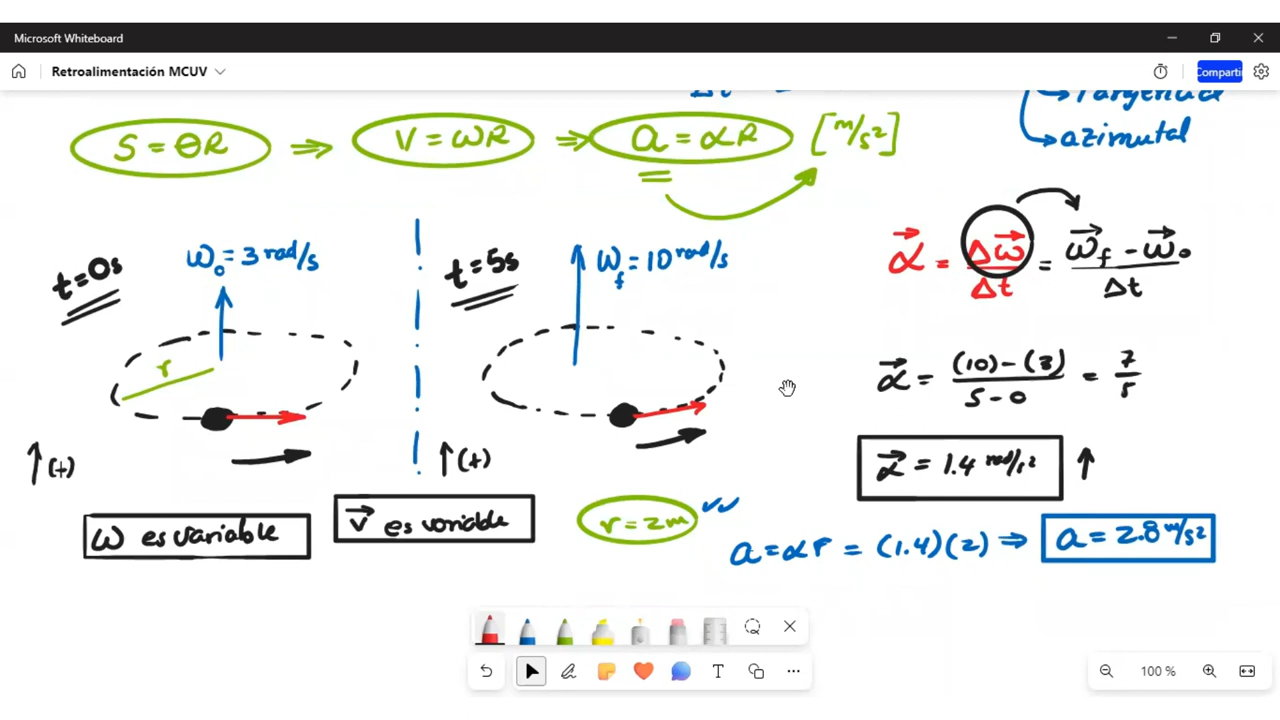 Microsoft Whiteboard
Retroalimentación MCUV
Compartir
Δt
Tangencial
azimutal
S = θR ⇒ V = ωR ⇒ a = αR [m/s²]
t=0s
ω₀ = 3 rad/s
t=5s
ωf = 10 rad/s
α⃗ = Δω⃗/Δt = (ω⃗f - ω⃗₀)/Δt
r
α⃗ = ((10) - (3))/(5 - 0) = 7/5
↑(+)
↑(+)
α⃗ = 1.4 rad/s² ↑
ω es variable
v⃗ es variable
r = 2m
a = αr = (1.4)(2) ⇒ a = 2.8 m/s²
T
100 %